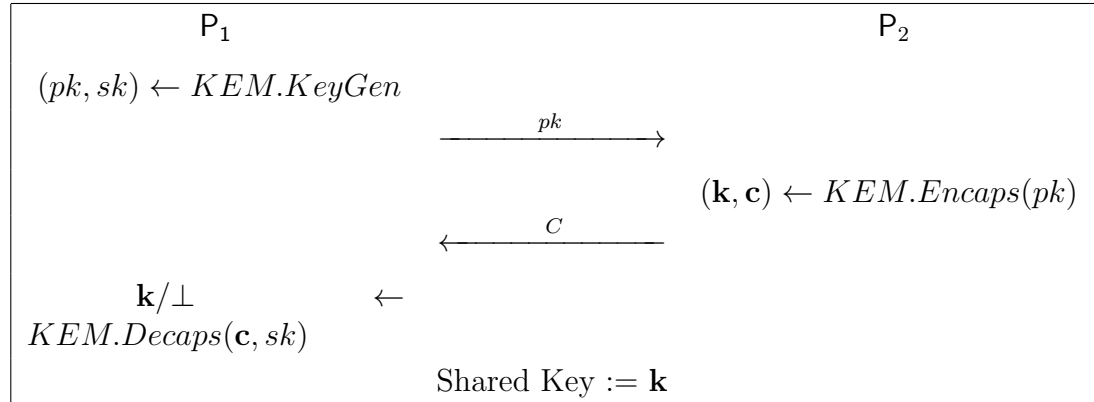 P₁ P₂
(pk, sk) ← KEM.KeyGen
pk
(k, c) ← KEM.Encaps(pk)
C
k/⊥ ←
KEM.Decaps(c, sk)
Shared Key := k